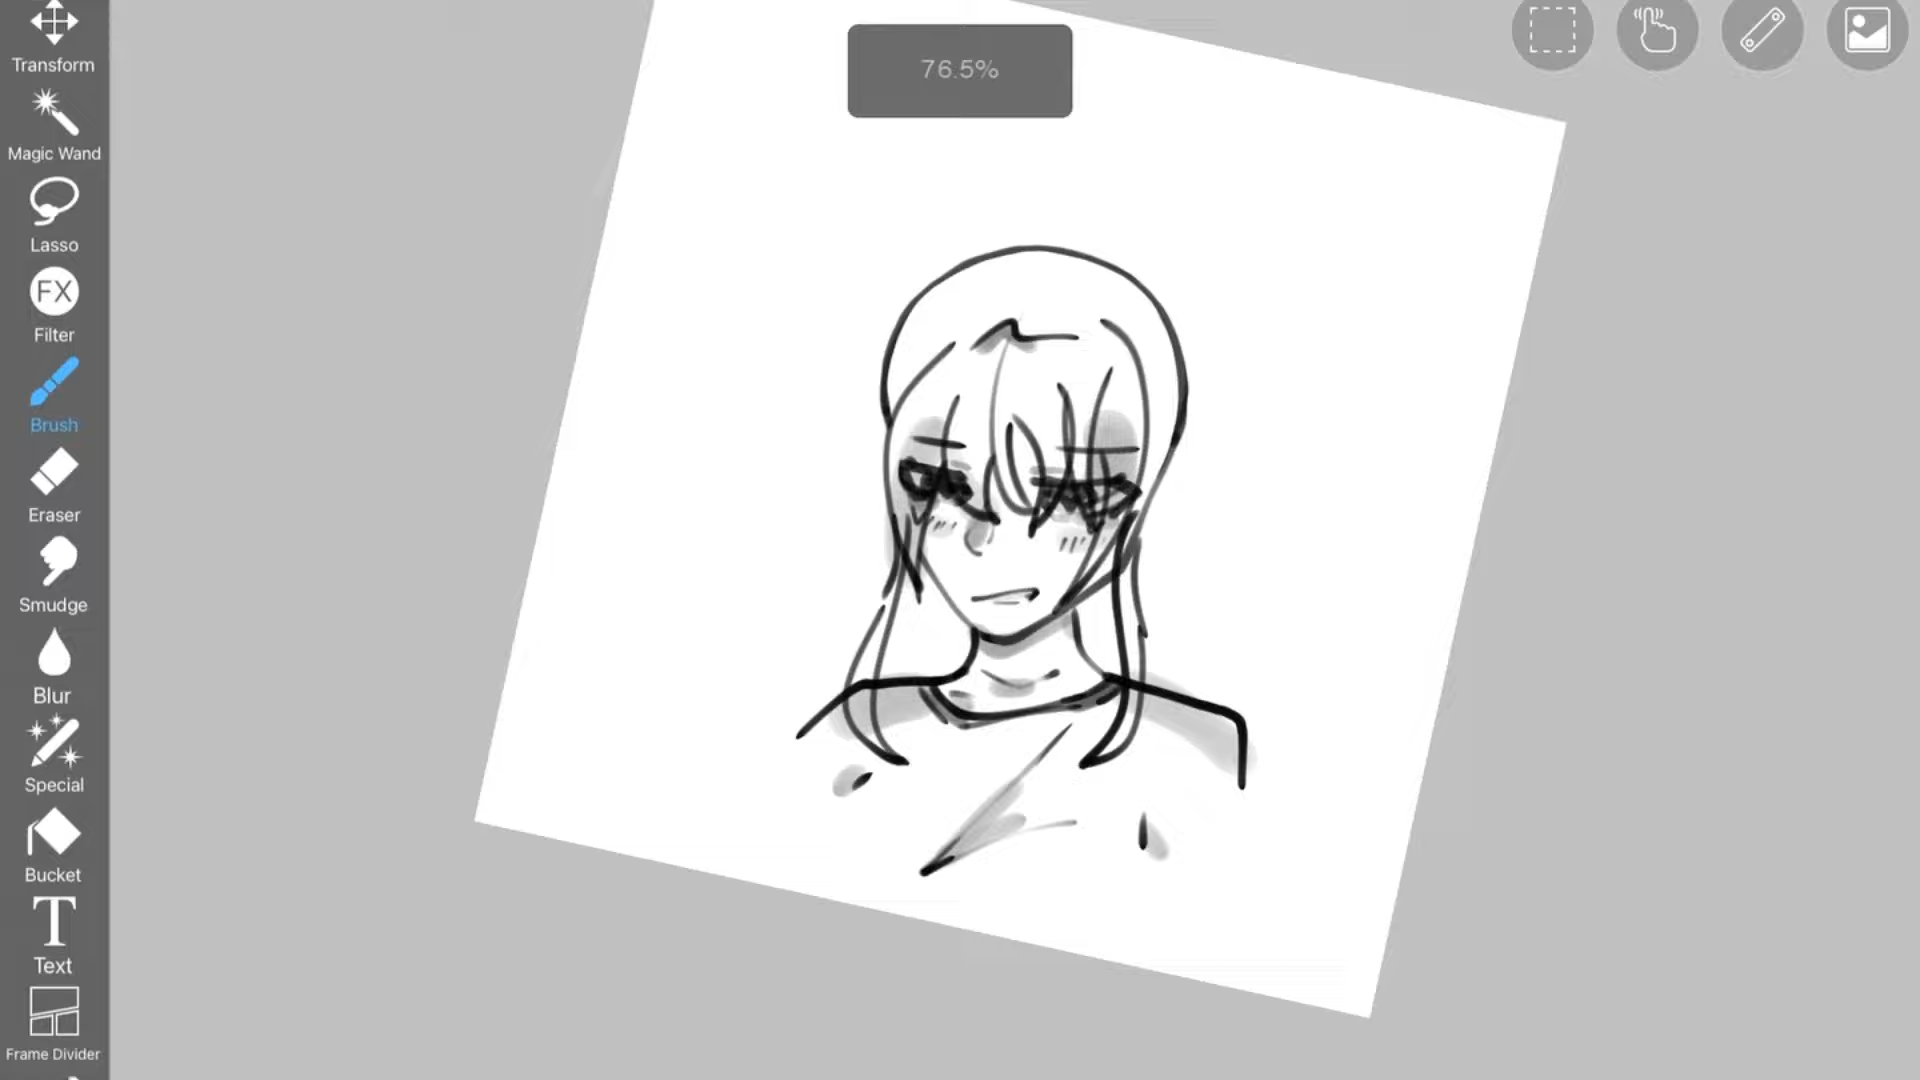 76.5%
Transform
Magic Wand
Lasso
FX
Filter
Brush
Eraser
Smudge
Blur
Special
Bucket
T
Text
Frame Divider